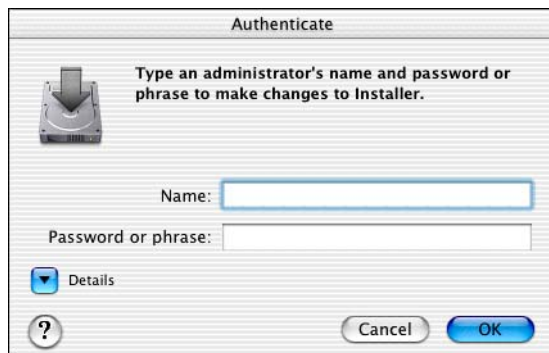 Authenticate
Type an administrator's name and password or
phrase to make changes to Installer.
Name:
Password or phrase:
Details
?
Cancel
OK